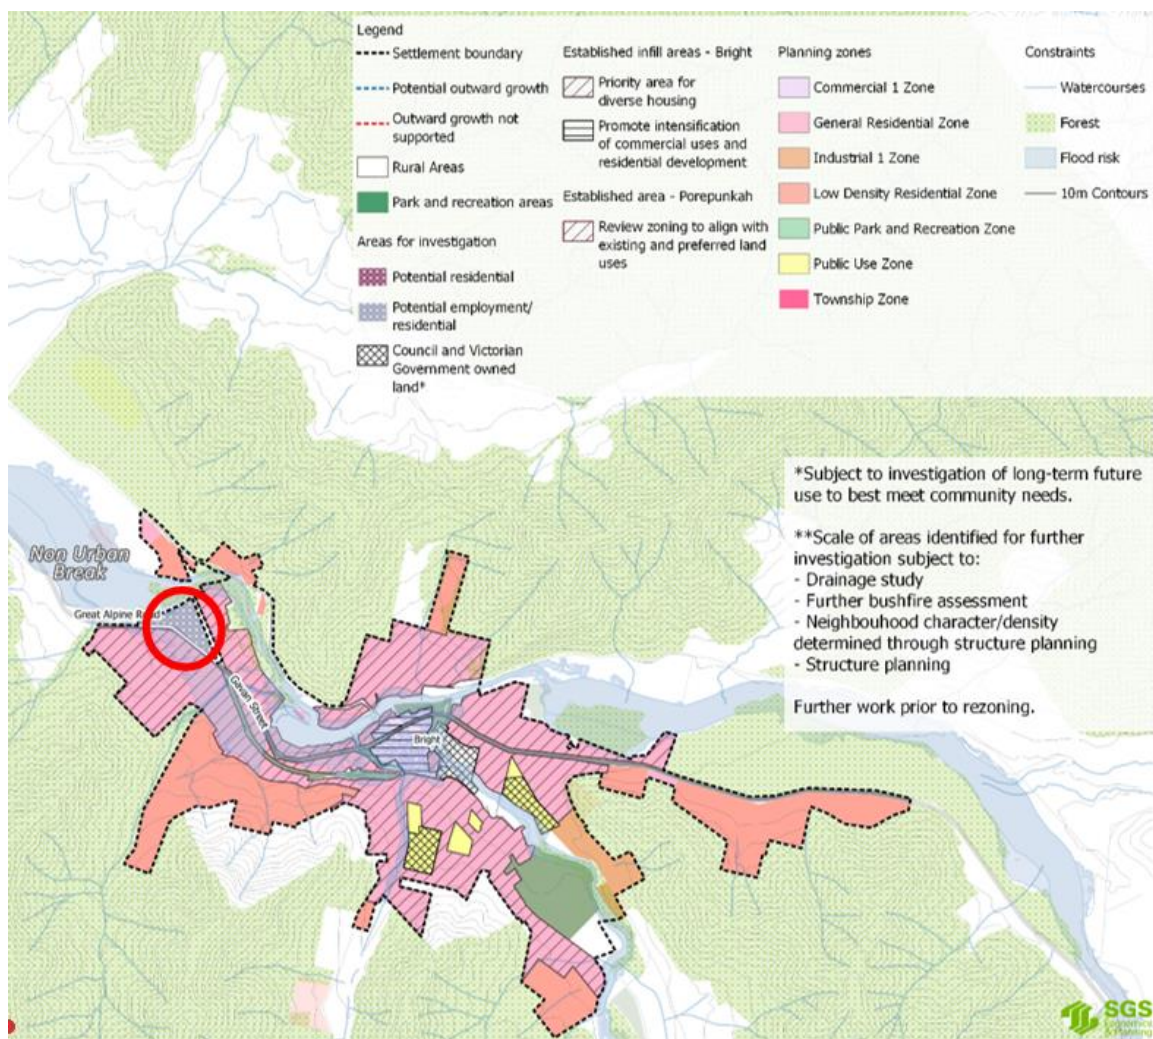 Legend
Settlement boundary
Potential outward growth
Outward growth not
supported
Rural Areas
Park and recreation areas
Areas for investigation
Potential residential
Potential employment/
residential
Council and Victorian
Government owned
land*
Established infill areas - Bright
Priority area for
diverse housing
Promote intensification
of commercial uses and
residential development
Established area - Porepunkah
Review zoning to align with
existing and preferred land
uses
Planning zones
Commercial 1 Zone
General Residential Zone
Industrial 1 Zone
Low Density Residential Zone
Public Park and Recreation Zone
Public Use Zone
Township Zone
Constraints
Watercourses
Forest
Flood risk
10m Contours
*Subject to investigation of long-term future
use to best meet community needs.
**Scale of areas identified for further
investigation subject to:
- Drainage study
- Further bushfire assessment
- Neighbouhood character/density
determined through structure planning
- Structure planning
Further work prior to rezoning.
Non Urban
Break
Great Alpine Road
Gavan Street
Bright
SGS
Economics
& Planning